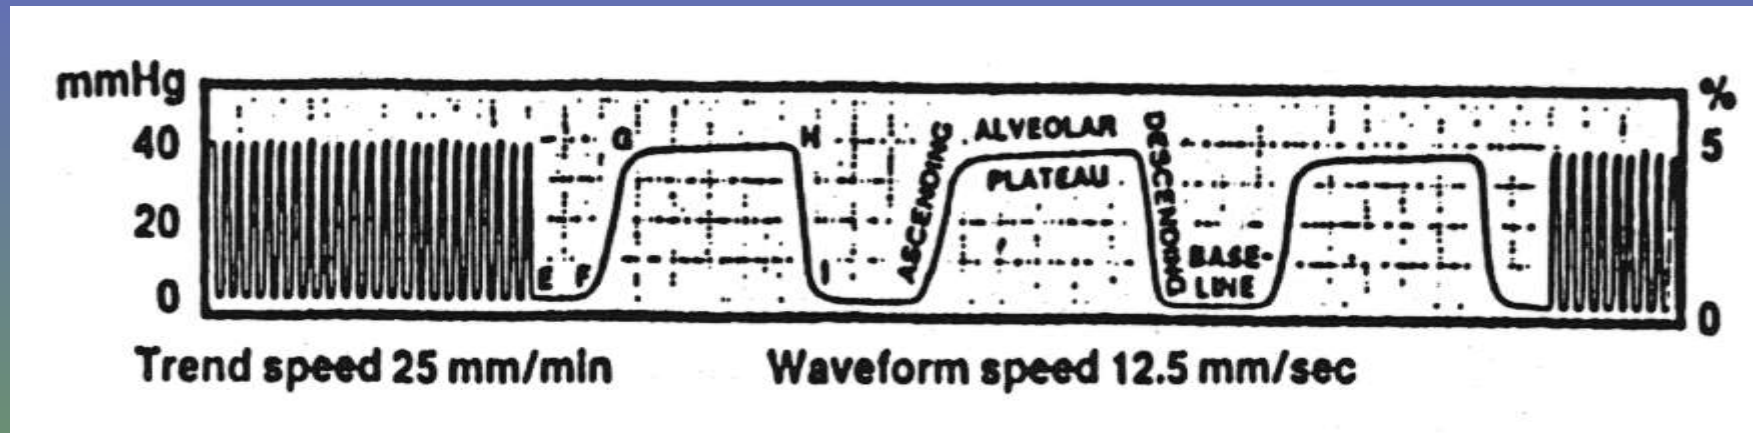 mmHg
%
40
20
0
5
0
E
F
G
H
I
ASCENDING
ALVEOLAR
PLATEAU
DESCENDING
BASE-
LINE
Trend speed 25 mm/min
Waveform speed 12.5 mm/sec